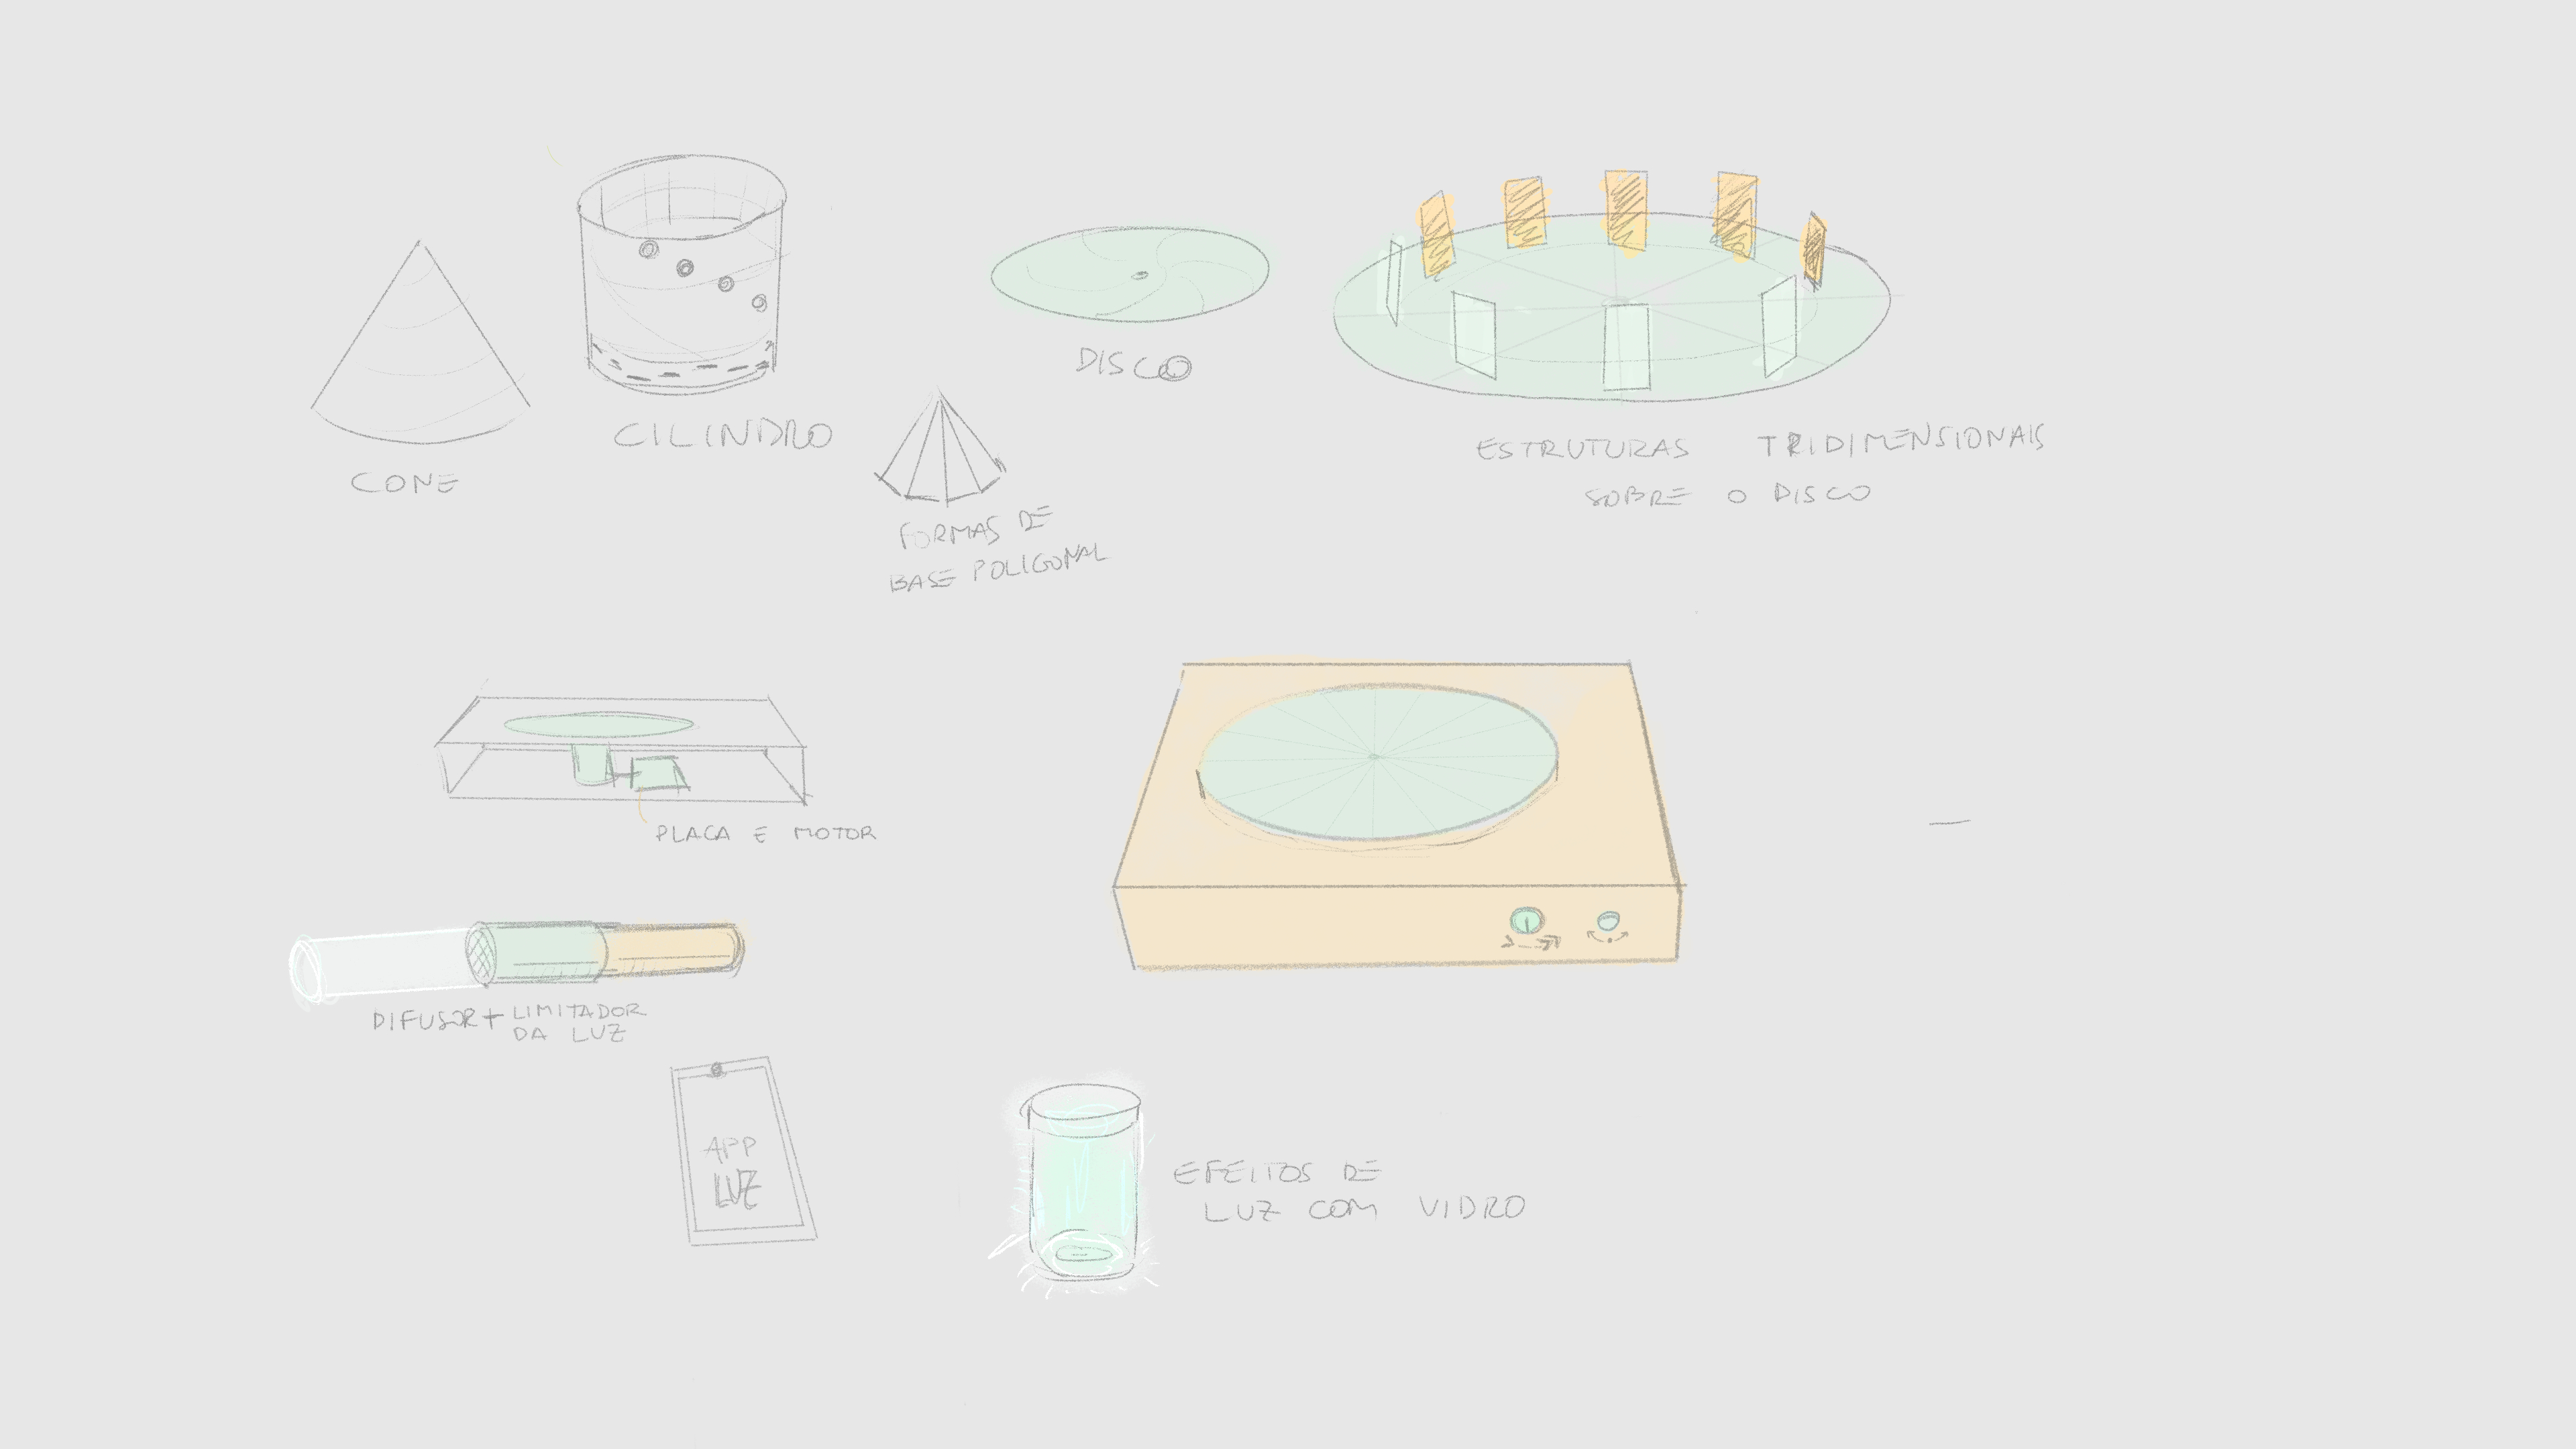 CONE
CILINDRO
FORMAS DE
BASE POLIGONAL
DISCO
ESTRUTURAS TRIDIMENSIONAIS
SOBRE O DISCO
PLACA E MOTOR
DIFUSOR + LIMITADOR
DA LUZ
APP
LUZ
EFEITOS DE
LUZ COM VIDRO